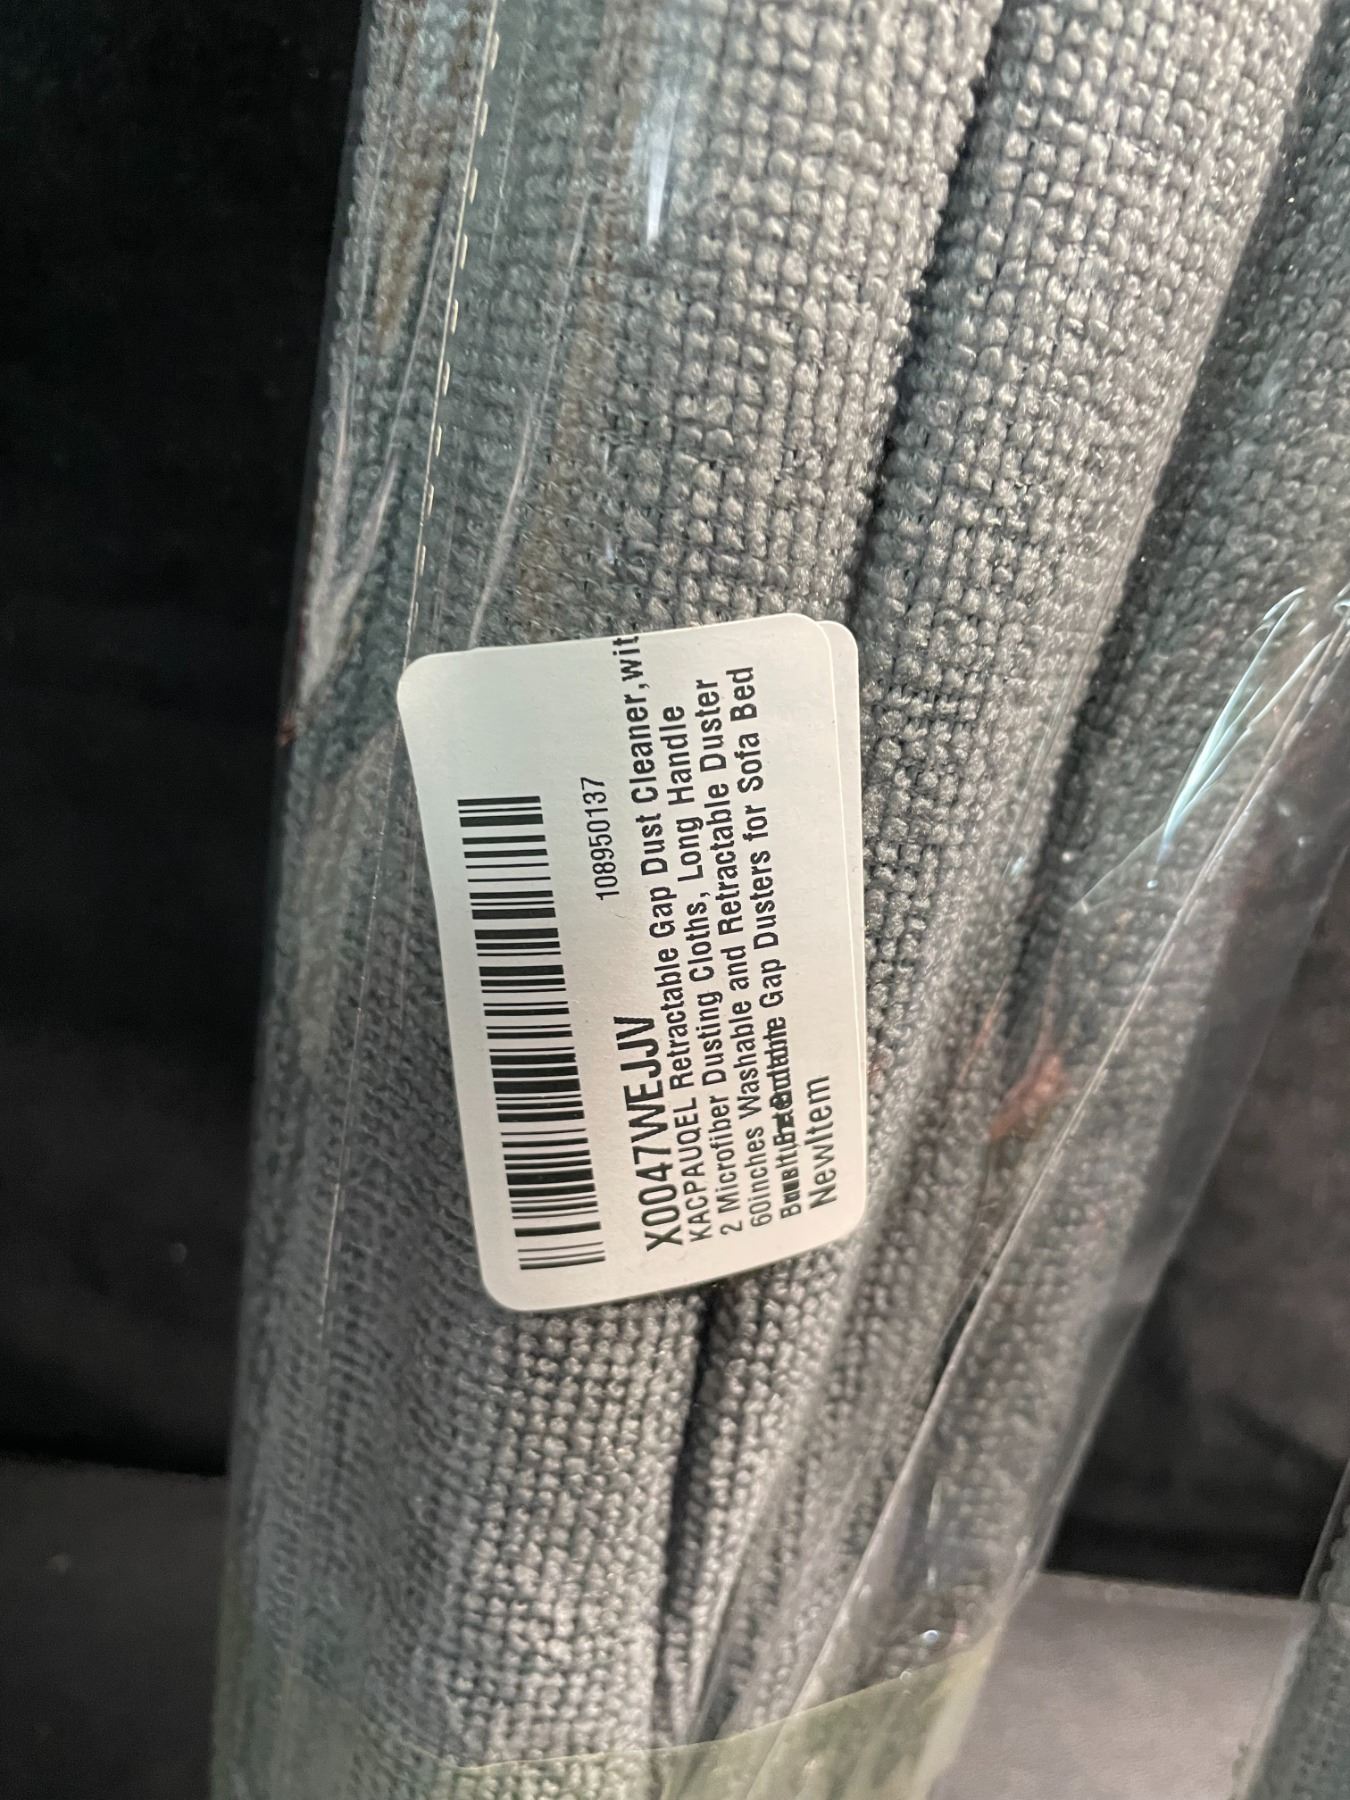 108950137
X0047WEJJV
KACPAUQEL Retractable Gap Dust Cleaner,wit
2 Microfiber Dusting Cloths, Long Handle
60inches Washable and Retractable Duster
Gap Dusters for Sofa Bed
NewItem